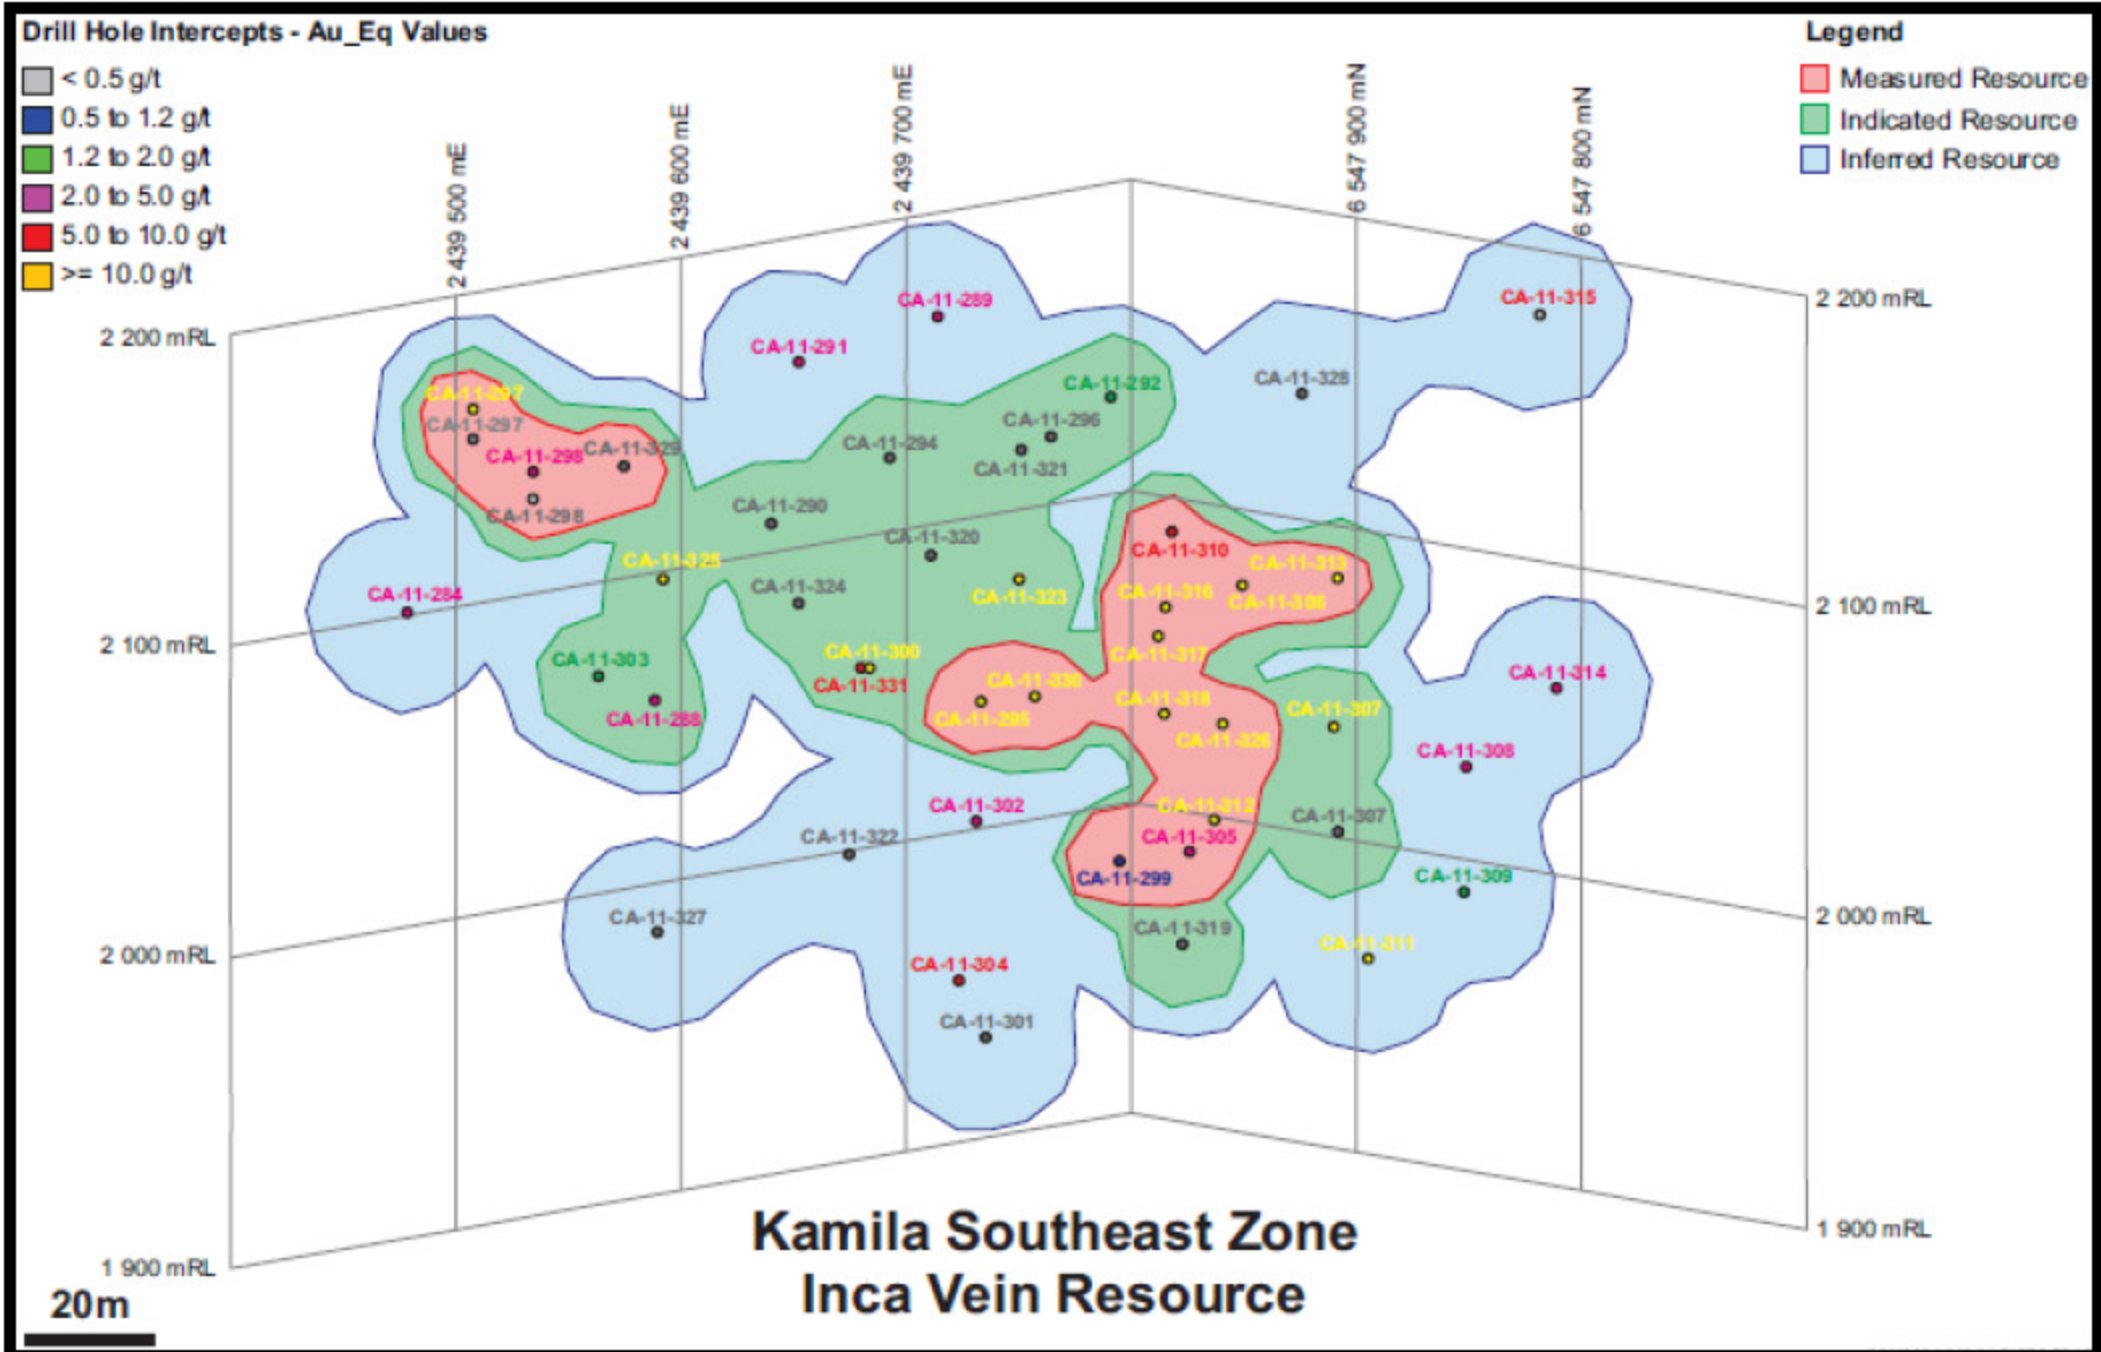 Drill Hole Intercepts - Au_Eq Values
< 0.5 g/t
0.5 to 1.2 g/t
1.2 to 2.0 g/t
2.0 to 5.0 g/t
5.0 to 10.0 g/t
>= 10.0 g/t
Legend
Measured Resource
Indicated Resource
Inferred Resource
2 439 500 mE
2 439 600 mE
2 439 700 mE
6 547 900 mN
6 547 800 mN
2 200 mRL
2 100 mRL
2 000 mRL
1 900 mRL
2 200 mRL
2 100 mRL
2 000 mRL
1 900 mRL
CA-11-289
CA-11-315
CA-11-291
CA-11-328
CA-11-292
CA-11-297
CA-11-297
CA-11-296
CA-11-294
CA-11-329
CA-11-298
CA-11-321
CA-11-290
CA-11-298
CA-11-320
CA-11-310
CA-11-325
CA-11-313
CA-11-324
CA-11-316
CA-11-284
CA-11-323
CA-11-306
CA-11-300
CA-11-317
CA-11-303
CA-11-314
CA-11-331
CA-11-330
CA-11-318
CA-11-307
CA-11-288
CA-11-295
CA-11-326
CA-11-308
CA-11-302
CA-11-312
CA-11-307
CA-11-322
CA-11-305
CA-11-299
CA-11-309
CA-11-327
CA-11-319
CA-11-311
CA-11-304
CA-11-301
Kamila Southeast Zone
Inca Vein Resource
20m